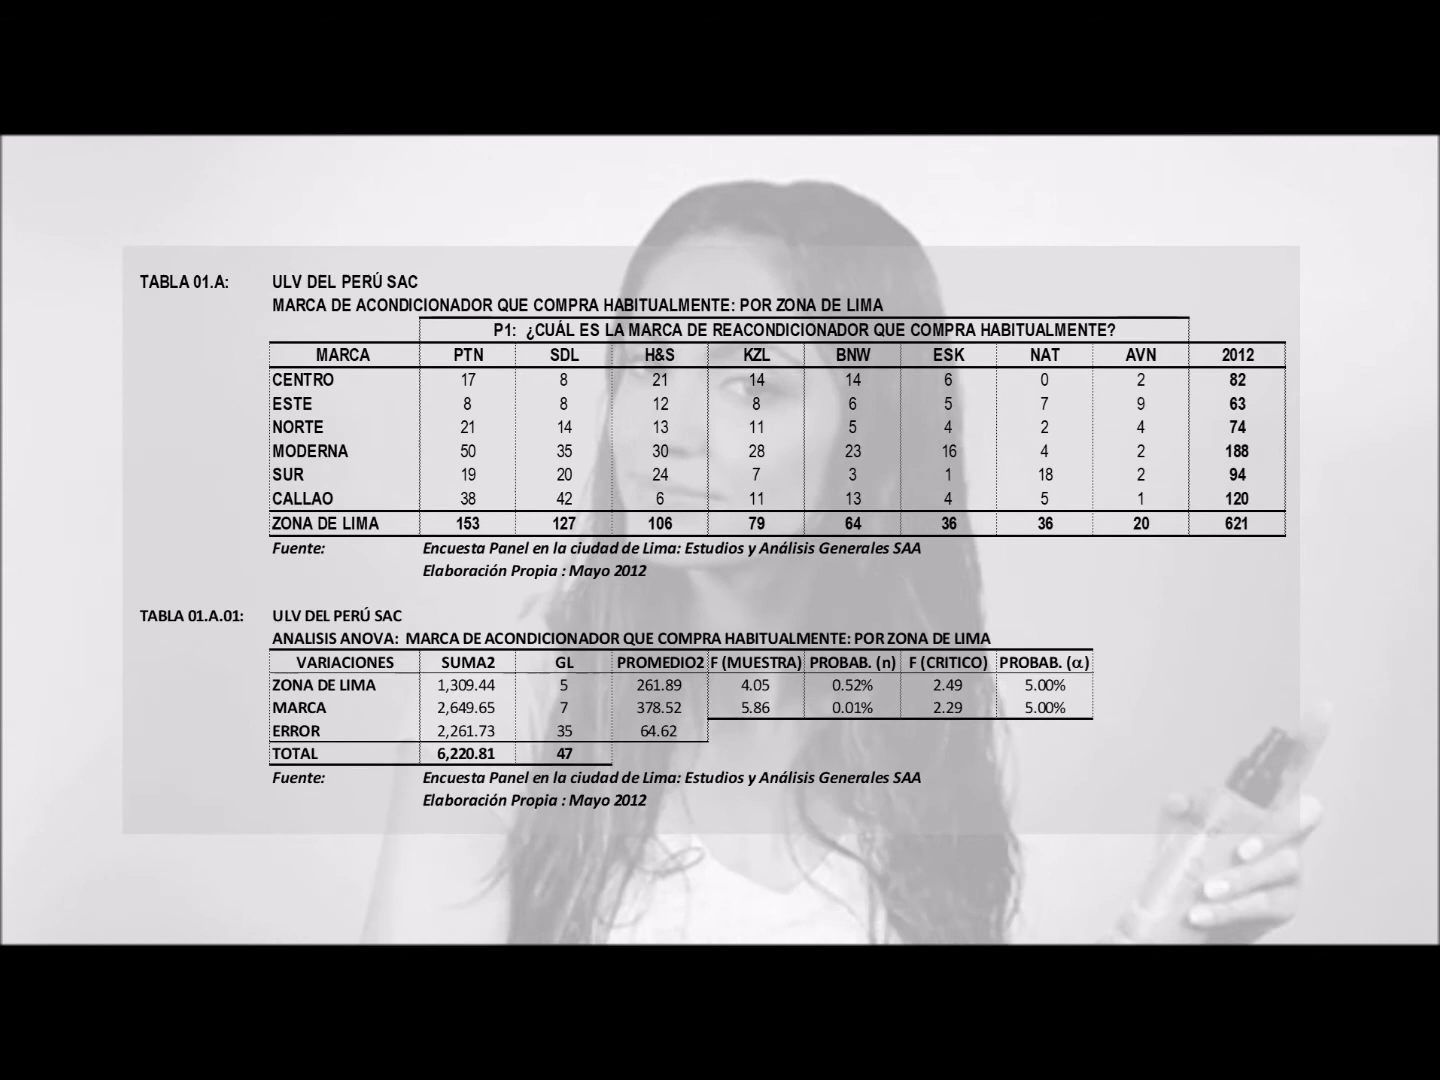 TABLA 01.A: ULV DEL PERÚ SAC
MARCA DE ACONDICIONADOR QUE COMPRA HABITUALMENTE: POR ZONA DE LIMA
P1: ¿CUÁL ES LA MARCA DE REACONDICIONADOR QUE COMPRA HABITUALMENTE?
MARCA PTN SDL H&S KZL BNW ESK NAT AVN 2012
CENTRO 17 8 21 14 14 6 0 2 82
ESTE 8 8 12 8 6 5 7 9 63
NORTE 21 14 13 11 5 4 2 4 74
MODERNA 50 35 30 28 23 16 4 2 188
SUR 19 20 24 7 3 1 18 2 94
CALLAO 38 42 6 11 13 4 5 1 120
ZONA DE LIMA 153 127 106 79 64 36 36 20 621
Fuente: Encuesta Panel en la ciudad de Lima: Estudios y Análisis Generales SAA
Elaboración Propia : Mayo 2012
TABLA 01.A.01: ULV DEL PERÚ SAC
ANALISIS ANOVA: MARCA DE ACONDICIONADOR QUE COMPRA HABITUALMENTE: POR ZONA DE LIMA
VARIACIONES SUMA2 GL PROMEDIO2 F (MUESTRA) PROBAB. (n) F (CRITICO) PROBAB. (α)
ZONA DE LIMA 1,309.44 5 261.89 4.05 0.52% 2.49 5.00%
MARCA 2,649.65 7 378.52 5.86 0.01% 2.29 5.00%
ERROR 2,261.73 35 64.62
TOTAL 6,220.81 47
Fuente: Encuesta Panel en la ciudad de Lima: Estudios y Análisis Generales SAA
Elaboración Propia : Mayo 2012